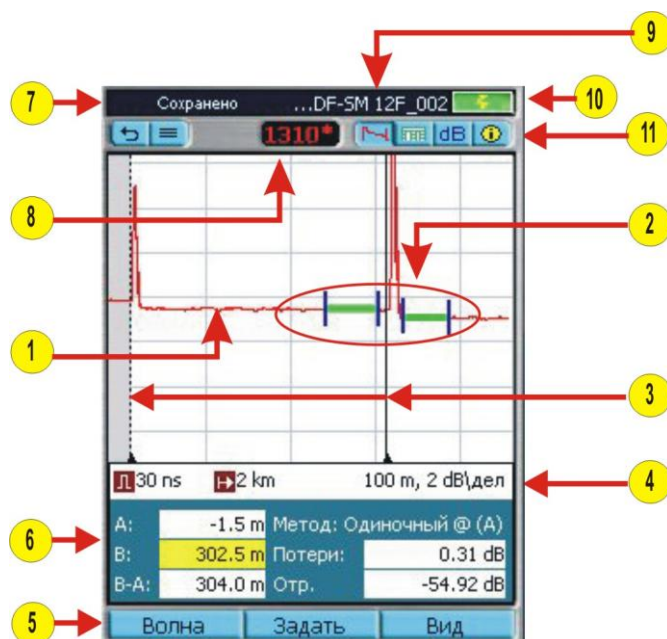 9
7
Сохранено ...DF-SM 12F_002
10
1310*
dB
11
8
2
1
3
30 ns 2 km 100 m, 2 dB\дел
4
6
A: -1.5 m Метод: Одиночный @ (A)
B: 302.5 m Потери: 0.31 dB
B-A: 304.0 m Отр. -54.92 dB
5
Волна Задать Вид